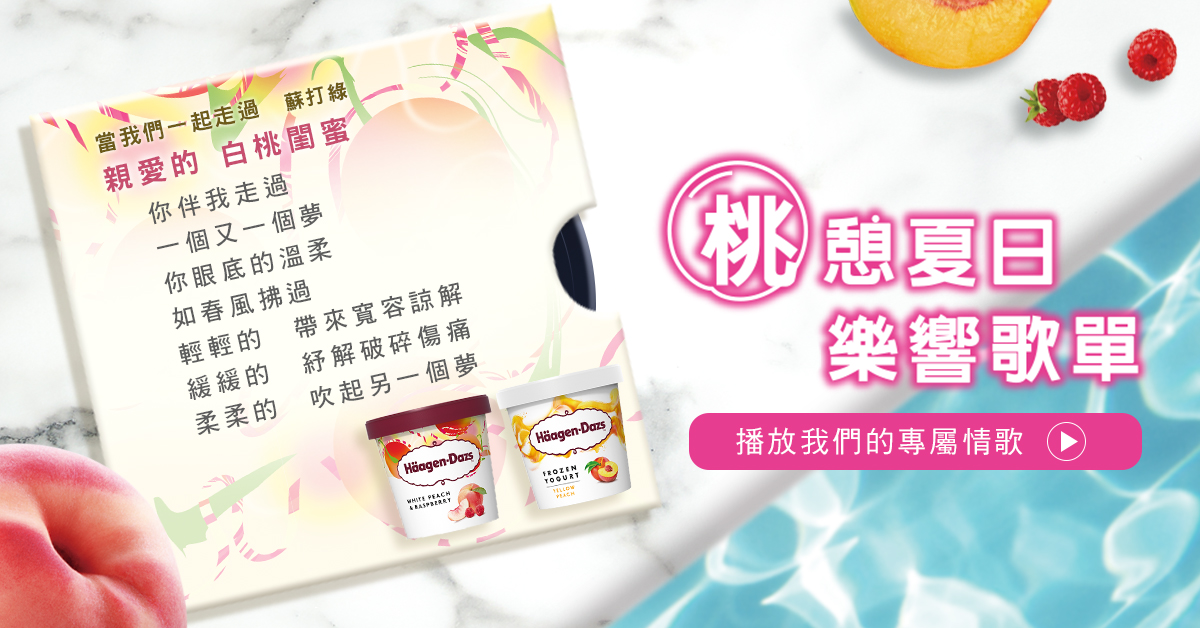 當我們一起走過 蘇打綠
親愛的 白桃閨蜜
你伴我走過
一個又一個夢
你眼底的溫柔
如春風拂過
輕輕的 帶來寬容諒解
緩緩的 紓解破碎傷痛
柔柔的 吹起另一個夢
Häagen-Dazs
WHITE PEACH
& RASPBERRY
Häagen-Dazs
FROZEN
YOGURT
YELLOW
PEACH
桃憩夏日
樂響歌單
播放我們的專屬情歌